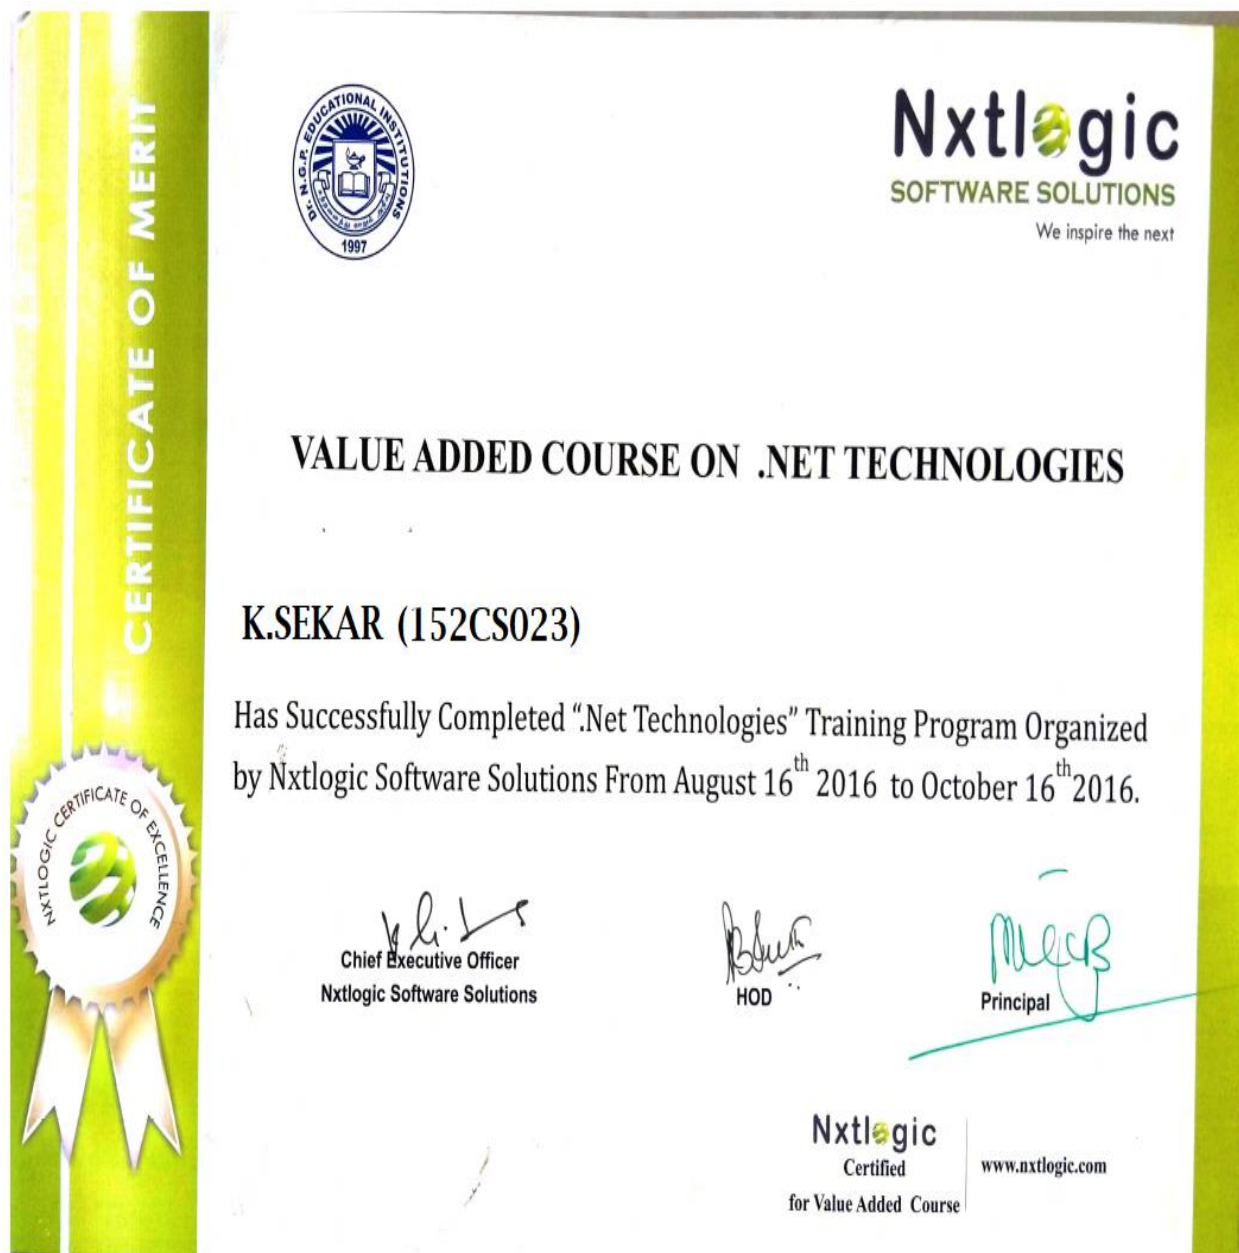 CERTIFICATE OF MERIT
Dr. N.G.P. EDUCATIONAL INSTITUTIONS
1997
Nxtlogic
SOFTWARE SOLUTIONS
We inspire the next
VALUE ADDED COURSE ON .NET TECHNOLOGIES
K.SEKAR (152CS023)
Has Successfully Completed “.Net Technologies” Training Program Organized
by Nxtlogic Software Solutions From August 16th 2016 to October 16th 2016.
NXTLOGIC CERTIFICATE OF EXCELLENCE
Chief Executive Officer
Nxtlogic Software Solutions
HOD
Principal
Nxtlogic
Certified
for Value Added Course
www.nxtlogic.com